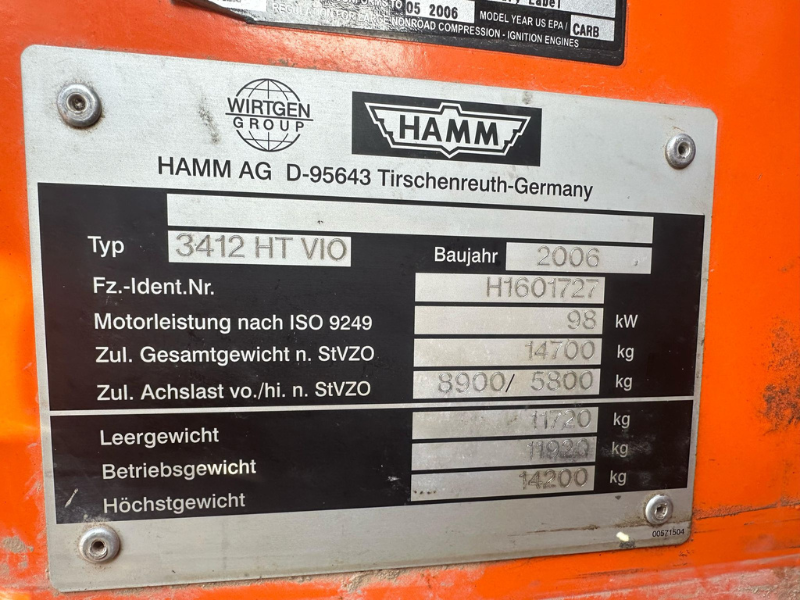 05 2006
MODEL YEAR US EPA / CARB
NONROAD COMPRESSION - IGNITION ENGINES
WIRTGEN
GROUP
HAMM
HAMM AG D-95643 Tirschenreuth-Germany
Typ 3412 HT VIO Baujahr 2006
Fz.-Ident.Nr. H1601727
Motorleistung nach ISO 9249 98 kW
Zul. Gesamtgewicht n. StVZO 14700 kg
Zul. Achslast vo./hi. n. StVZO 8900/ 5800 kg
Leergewicht 11720 kg
Betriebsgewicht 11920 kg
Höchstgewicht 14200 kg
00571504